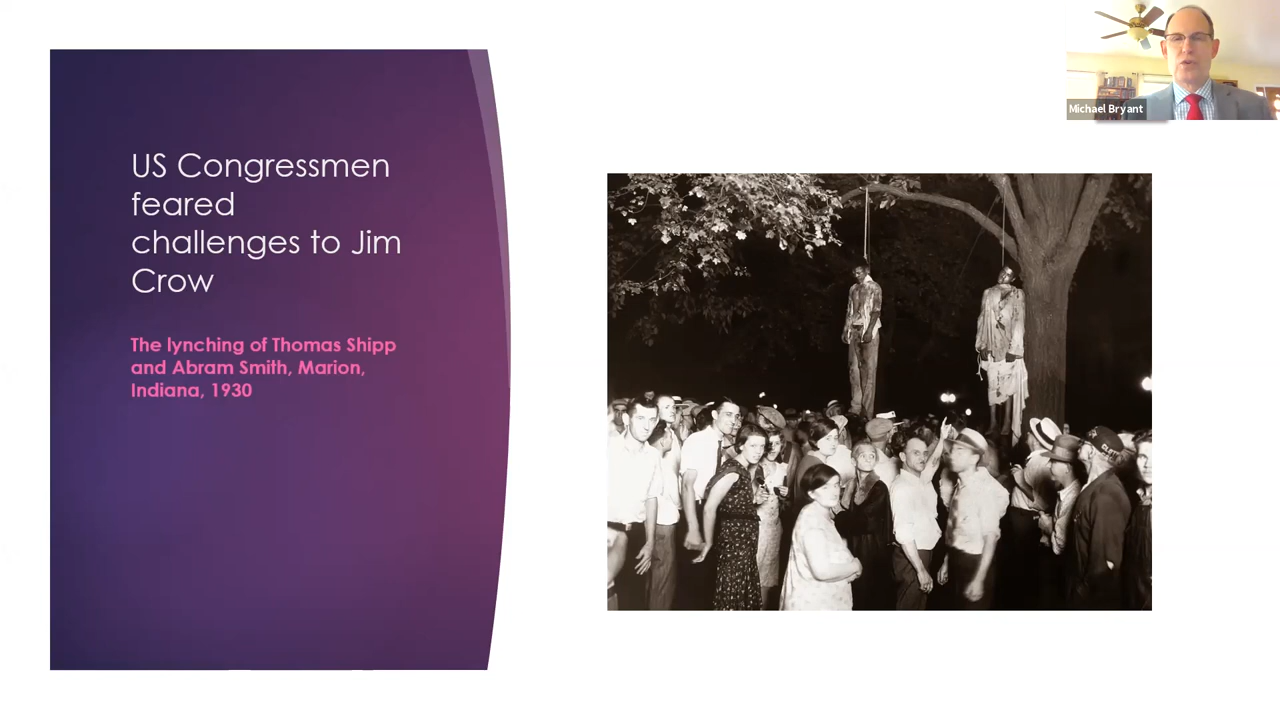 Michael Bryant
US Congressmen
feared
challenges to Jim
Crow
The lynching of Thomas Shipp
and Abram Smith, Marion,
Indiana, 1930